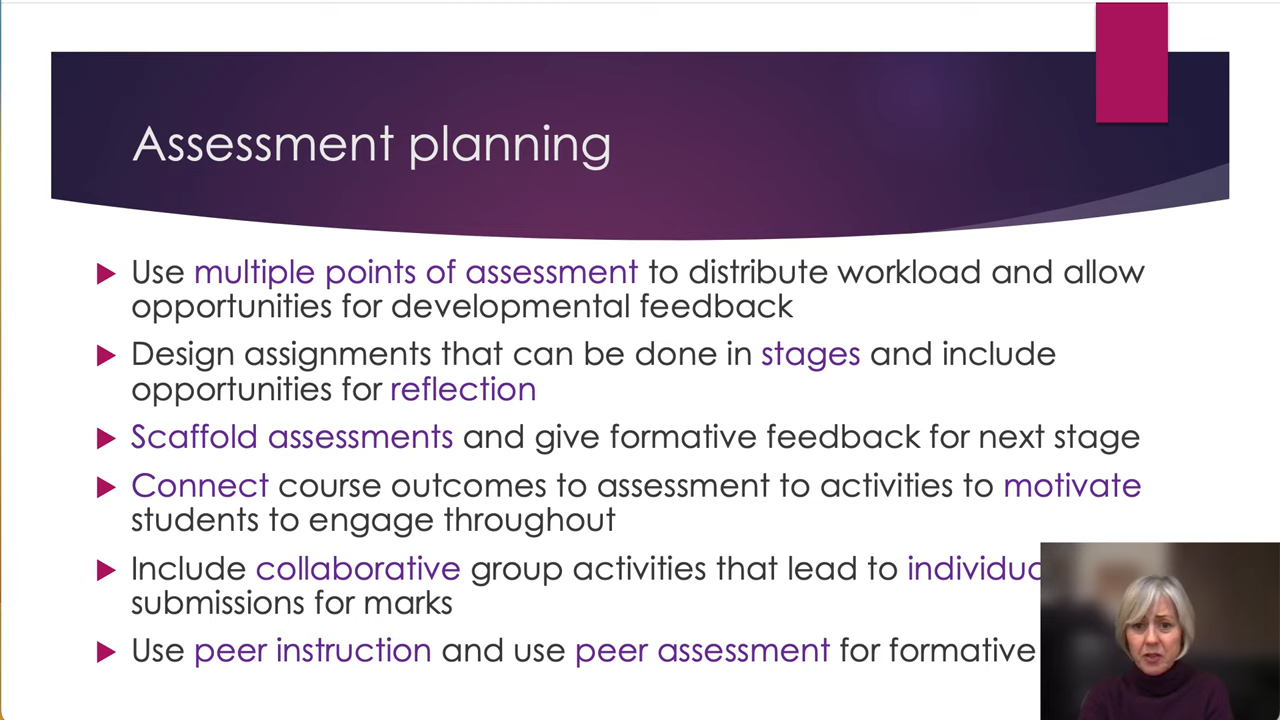 Assessment planning
Use multiple points of assessment to distribute workload and allow
opportunities for developmental feedback
Design assignments that can be done in stages and include
opportunities for reflection
Scaffold assessments and give formative feedback for next stage
Connect course outcomes to assessment to activities to motivate
students to engage throughout
Include collaborative group activities that lead to
submissions for marks
Use peer instruction and use peer assessment for formative